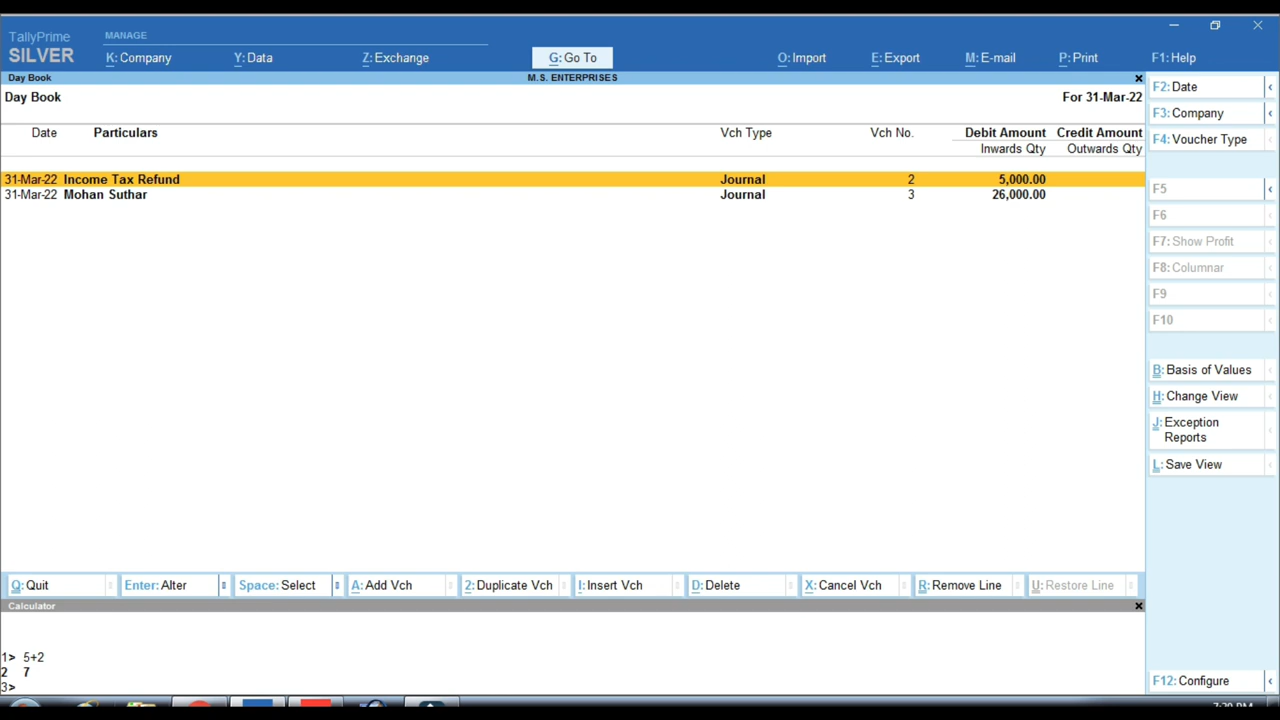 TallyPrime
SILVER
MANAGE
K: Company
Y: Data
Z: Exchange
G: Go To
O: Import
E: Export
M: E-mail
P: Print
F1: Help
Day Book
M.S. ENTERPRISES
Day Book
For 31-Mar-22
Date Particulars Vch Type Vch No. Debit Amount Credit Amount
Inwards Qty Outwards Qty
31-Mar-22 Income Tax Refund Journal 2 5,000.00
31-Mar-22 Mohan Suthar Journal 3 26,000.00
F2: Date
F3: Company
F4: Voucher Type
F5
F6
F7: Show Profit
F8: Columnar
F9
F10
B: Basis of Values
H: Change View
J: Exception
Reports
L: Save View
F12: Configure
Q: Quit
Enter: Alter
Space: Select
A: Add Vch
2: Duplicate Vch
I: Insert Vch
D: Delete
X: Cancel Vch
R: Remove Line
U: Restore Line
Calculator
1> 5+2
2 7
3>